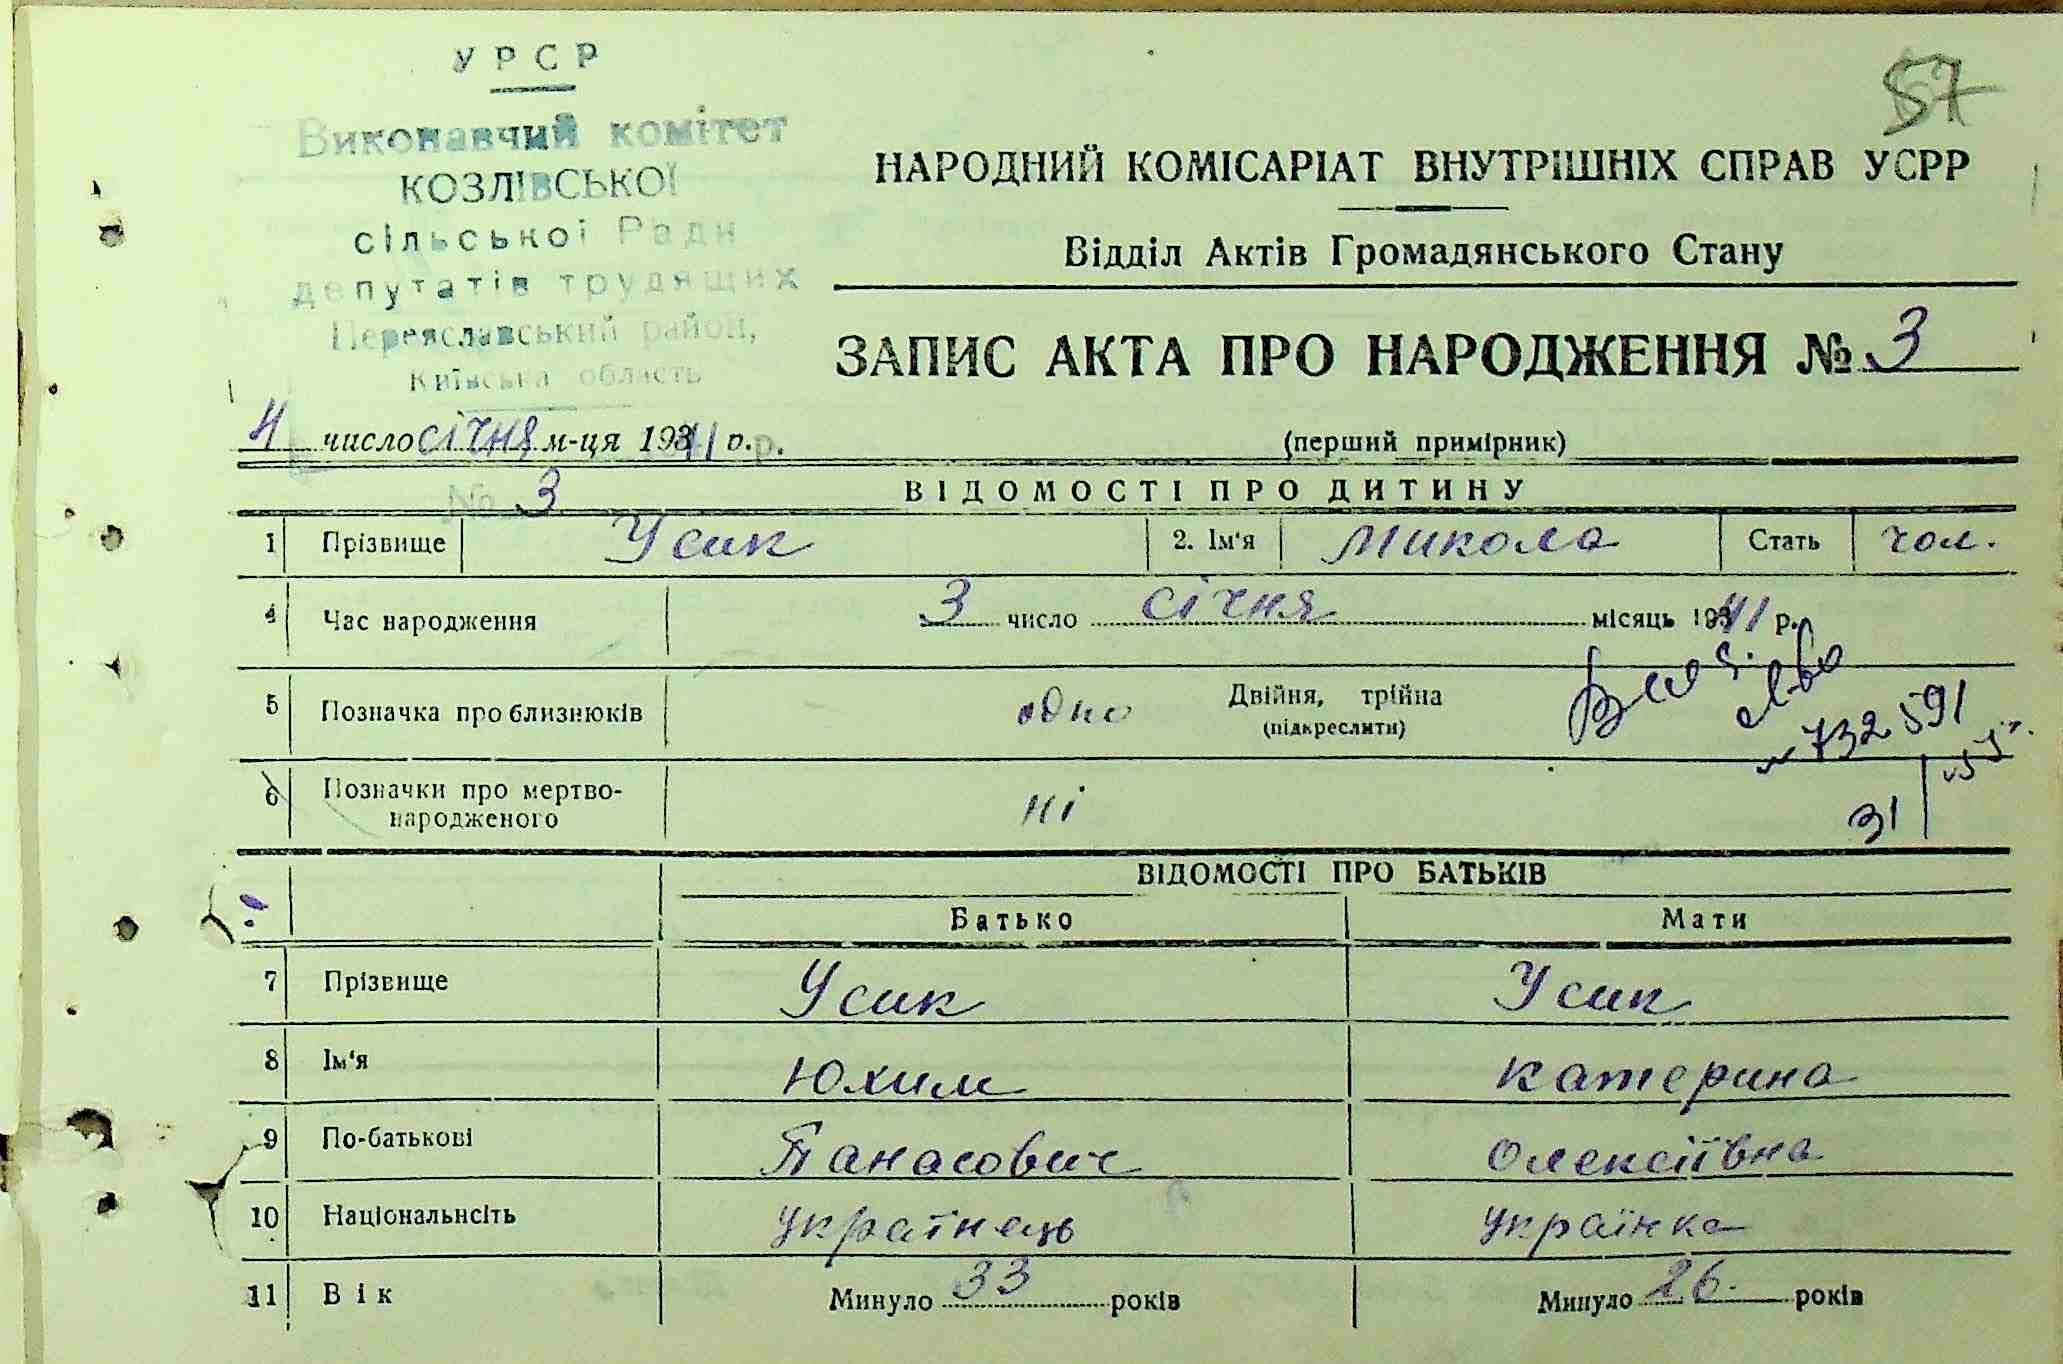 УРСР
Виконавчий комітет
КОЗЛІВСЬКОЇ
сільської Ради
депутатів трудящих
Переяславський район,
Київська область
57
НАРОДНИЙ КОМІСАРІАТ ВНУТРІШНІХ СПРАВ УСРР
Відділ Актів Громадянського Стану
ЗАПИС АКТА ПРО НАРОДЖЕННЯ № 3
4 число січня м-ця 1941 р.
(перший примірник)
№ 3
ВІДОМОСТІ ПРО ДИТИНУ
1 Прізвище Усик 2. Ім'я Микола Стать чол.
4 Час народження 3 число січня місяць 1941 р.
5 Позначка про близнюків одно Двійня, трійна
(підкреслити)
св-во
732591
6 Позначки про мертво-
народженого ні
31
ВІДОМОСТІ ПРО БАТЬКІВ
Батько Мати
7 Прізвище Усик Усик
8 Ім'я Юхим Катерина
9 По-батькові Панасович Олексіївна
10 Національнсіть українець українка
11 Вік Минуло 33 років Минуло 26 років